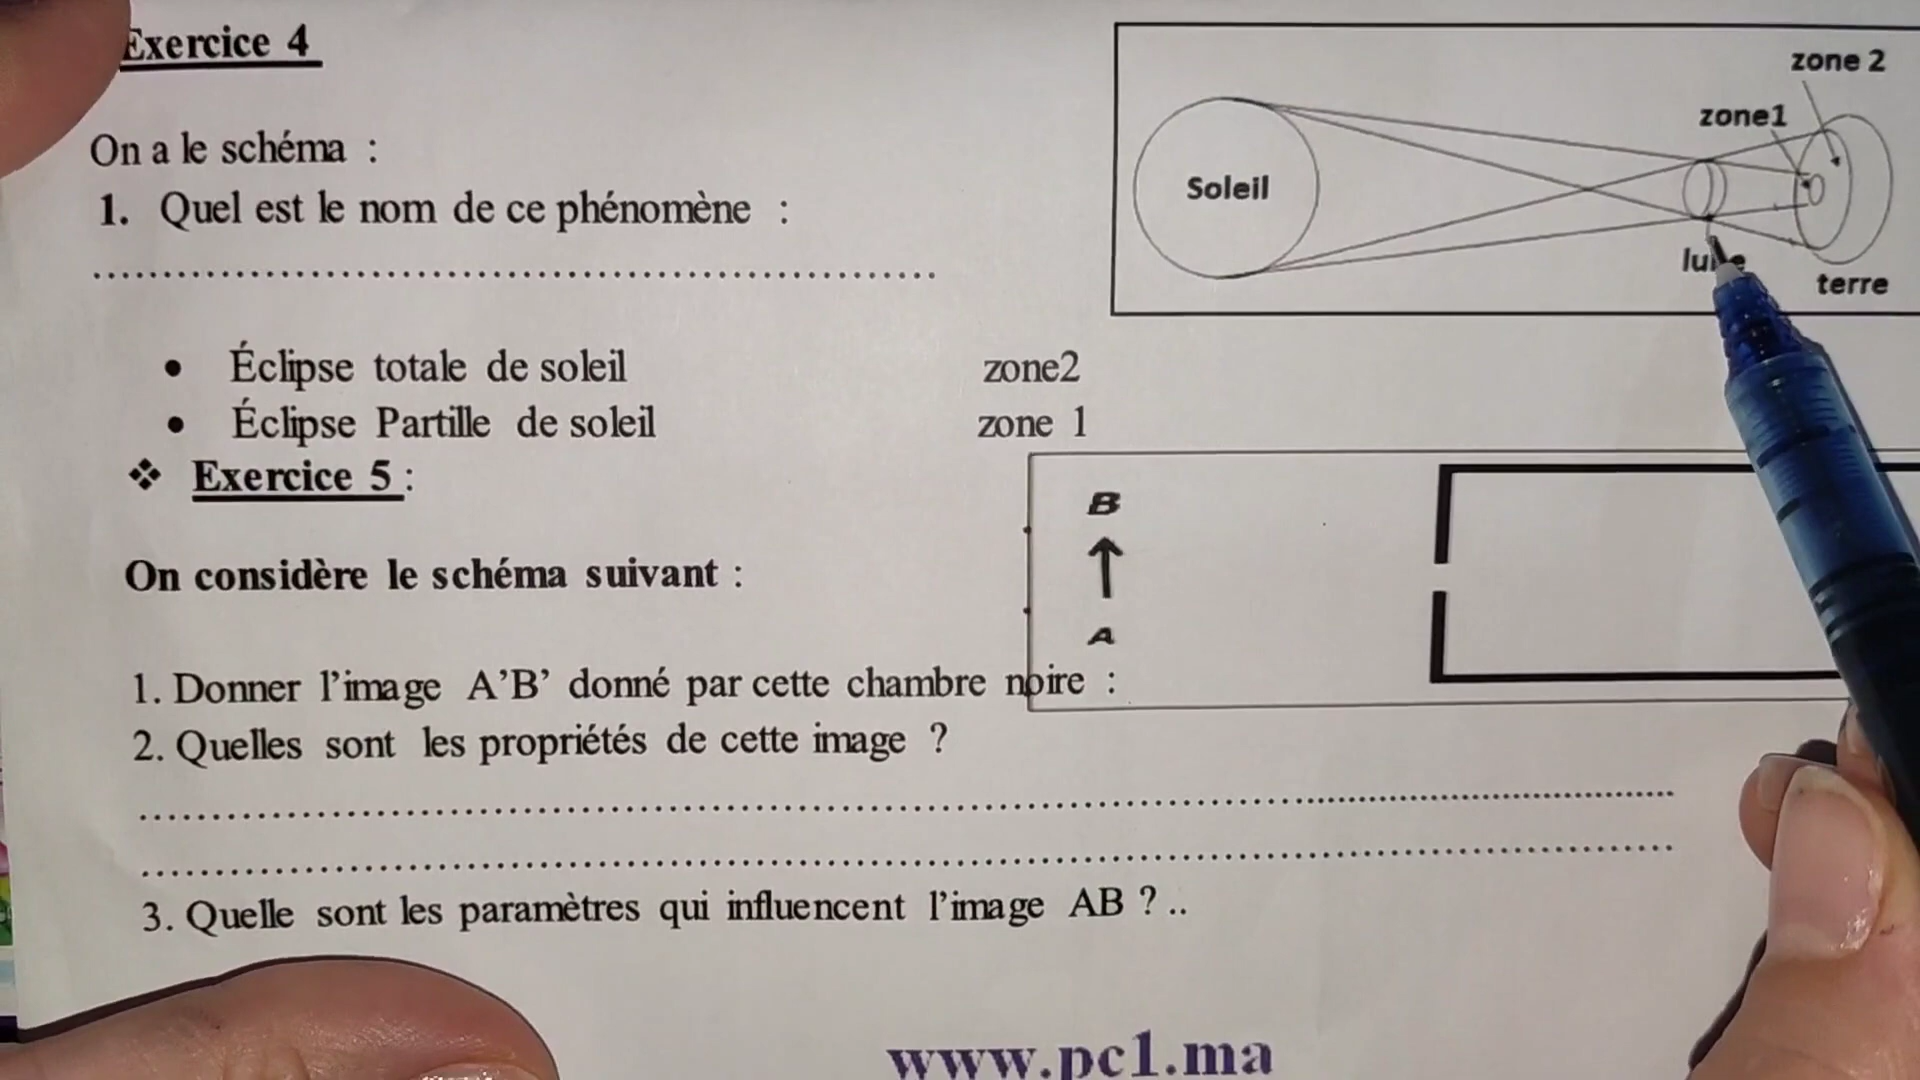 Exercice 4
zone 2
zone1
On a le schéma :
Soleil
1. Quel est le nom de ce phénomène :
terre
Éclipse totale de soleil zone2
Éclipse Partille de soleil zone 1
Exercice 5 :
B
On considère le schéma suivant :
A
1. Donner l'image A'B' donné par cette chambre noire :
2. Quelles sont les propriétés de cette image ?
3. Quelle sont les paramètres qui influencent l'image AB ? ..
www.pc1.ma